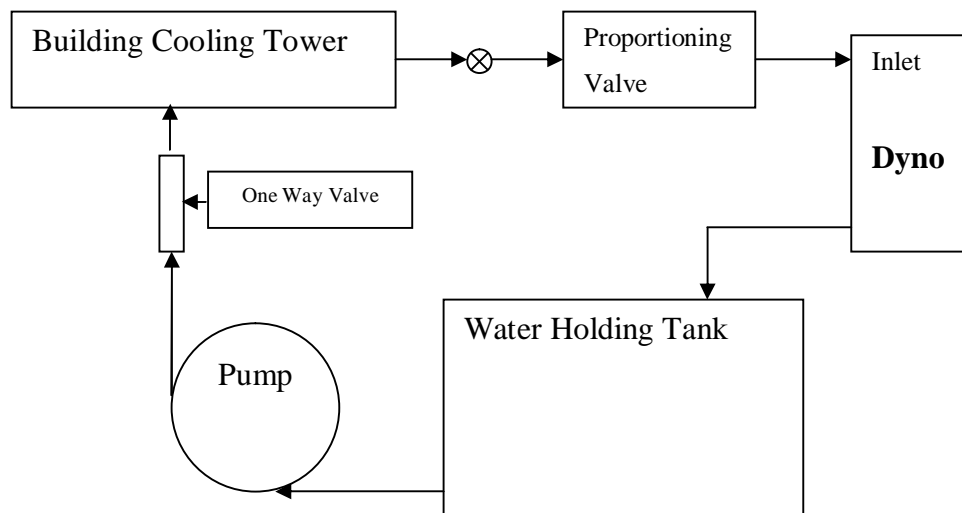 Building Cooling Tower
Proportioning
Valve
Inlet
Dyno
One Way Valve
Water Holding Tank
Pump